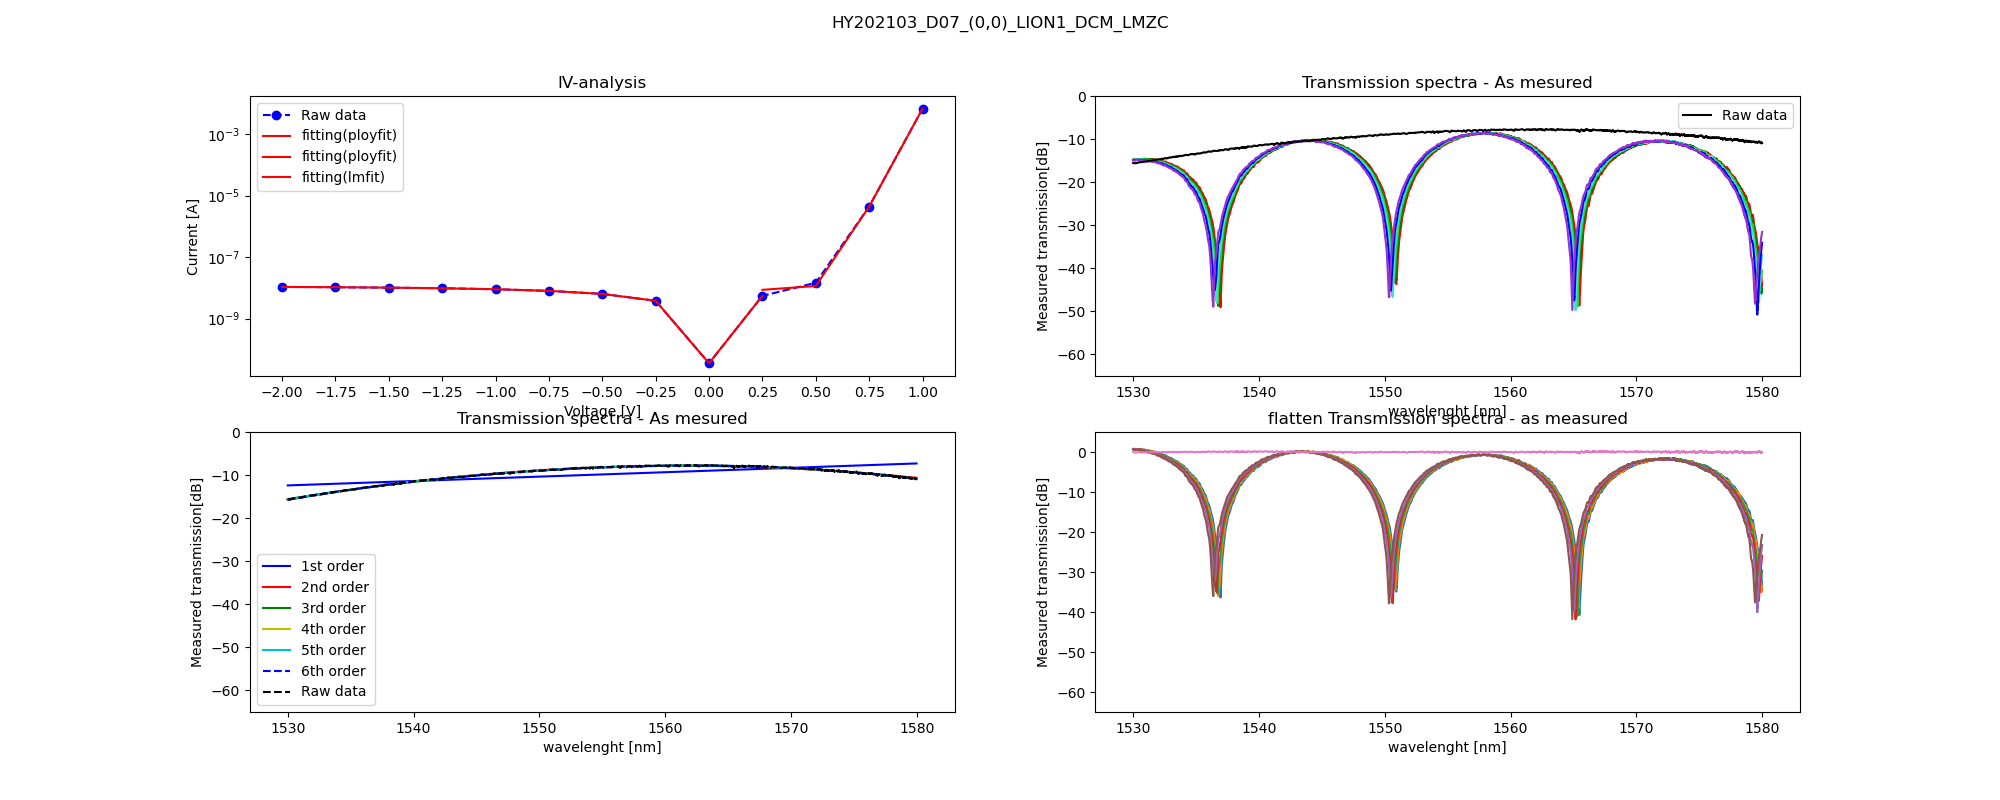 HY202103_D07_(0,0)_LION1_DCM_LMZC
IV-analysis
Raw data
fitting(ployfit)
fitting(ployfit)
fitting(lmfit)
Current [A]
10−3
10−5
10−7
10−9
−2.00 −1.75 −1.50 −1.25 −1.00 −0.75 −0.50 −0.25 0.00 0.25 0.50 0.75 1.00
Voltage [V]
Transmission spectra - As mesured
Raw data
Measured transmission[dB]
0
−10
−20
−30
−40
−50
−60
1530 1540 1550 1560 1570 1580
wavelenght [nm]
Transmission spectra - As mesured
Measured transmission[dB]
0
−10
−20
−30
−40
−50
−60
1st order
2nd order
3rd order
4th order
5th order
6th order
Raw data
1530 1540 1550 1560 1570 1580
wavelenght [nm]
flatten Transmission spectra - as measured
Measured transmission[dB]
0
−10
−20
−30
−40
−50
−60
1530 1540 1550 1560 1570 1580
wavelenght [nm]